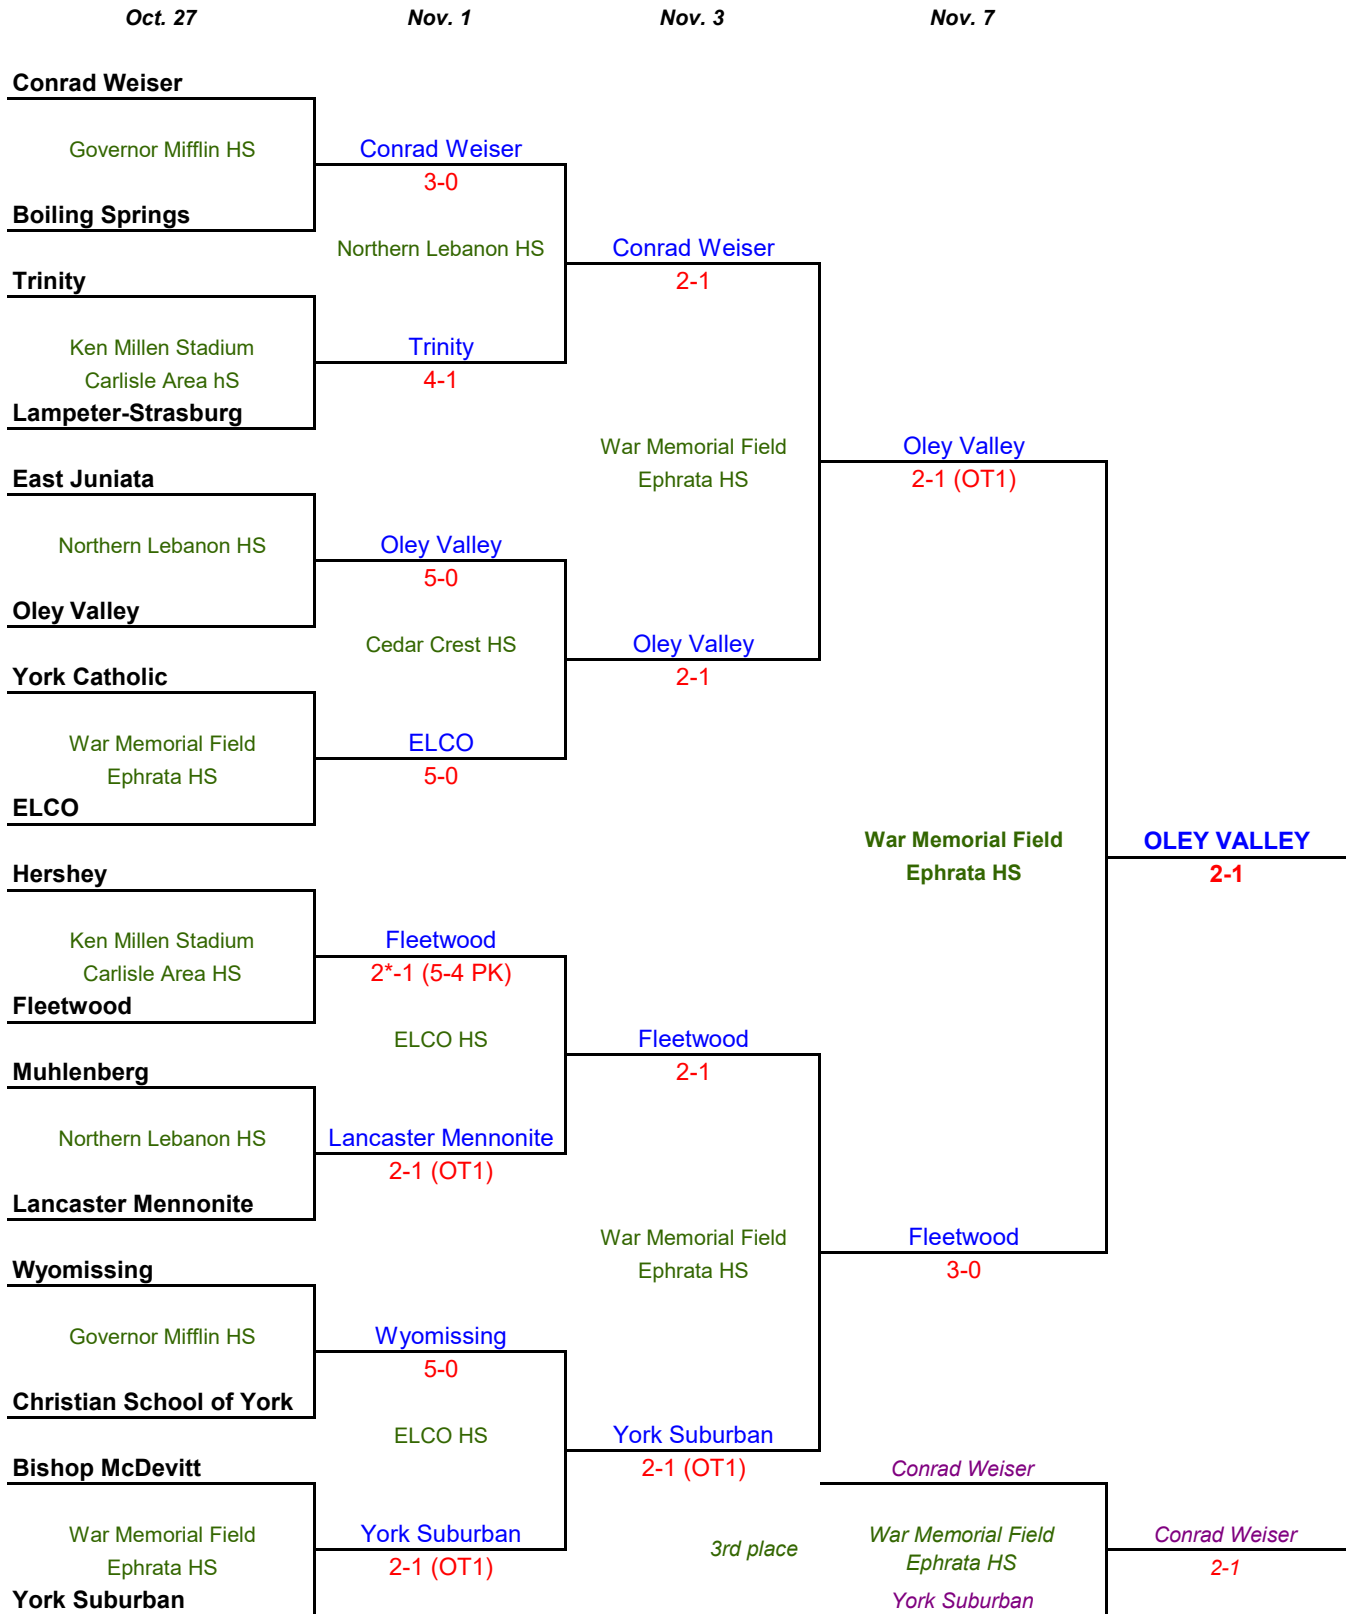 Oct. 27 Nov. 1 Nov. 3 Nov. 7
Conrad Weiser
Governor Mifflin HS Conrad Weiser
3-0
Boiling Springs
Northern Lebanon HS Conrad Weiser
Trinity 2-1
Ken Millen Stadium Trinity
Carlisle Area hS 4-1
Lampeter-Strasburg
War Memorial Field Oley Valley
East Juniata Ephrata HS 2-1 (OT1)
Northern Lebanon HS Oley Valley
5-0
Oley Valley
Cedar Crest HS Oley Valley
York Catholic 2-1
War Memorial Field ELCO
Ephrata HS 5-0
ELCO
War Memorial Field OLEY VALLEY
Hershey Ephrata HS 2-1
Ken Millen Stadium Fleetwood
Carlisle Area HS 2*-1 (5-4 PK)
Fleetwood
ELCO HS Fleetwood
Muhlenberg 2-1
Northern Lebanon HS Lancaster Mennonite
2-1 (OT1)
Lancaster Mennonite
War Memorial Field Fleetwood
Wyomissing Ephrata HS 3-0
Governor Mifflin HS Wyomissing
5-0
Christian School of York
ELCO HS York Suburban
Bishop McDevitt 2-1 (OT1) Conrad Weiser
War Memorial Field York Suburban 3rd place War Memorial Field Conrad Weiser
Ephrata HS 2-1 (OT1) Ephrata HS 2-1
York Suburban York Suburban